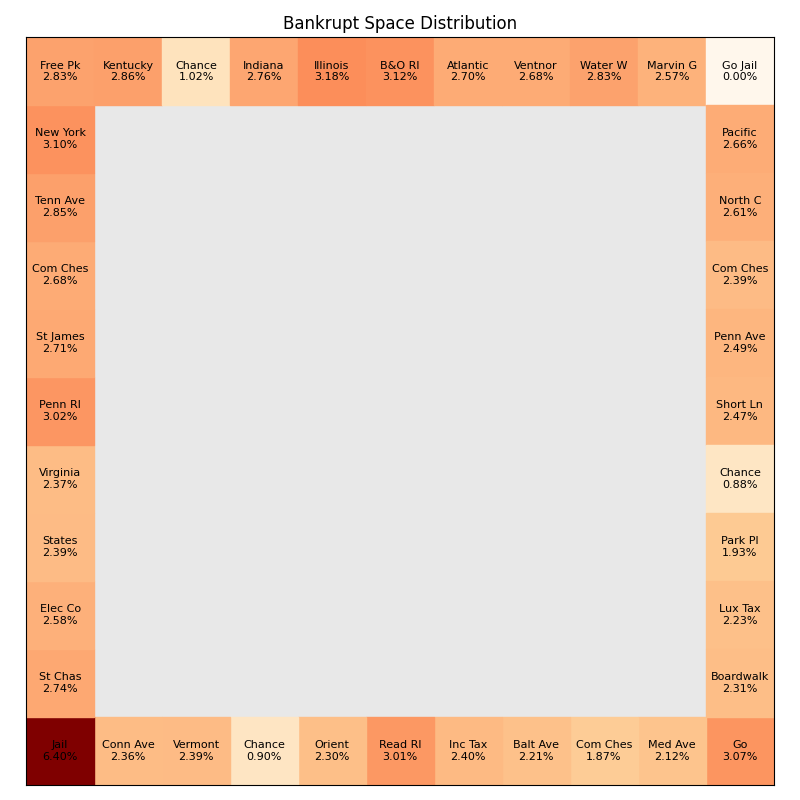 Bankrupt Space Distribution
Free Pk
2.83%
Kentucky
2.86%
Chance
1.02%
Indiana
2.76%
Illinois
3.18%
B&O Rl
3.12%
Atlantic
2.70%
Ventnor
2.68%
Water W
2.83%
Marvin G
2.57%
Go Jail
0.00%
New York
3.10%
Pacific
2.66%
Tenn Ave
2.85%
North C
2.61%
Com Ches
2.68%
Com Ches
2.39%
St James
2.71%
Penn Ave
2.49%
Penn Rl
3.02%
Short Ln
2.47%
Virginia
2.37%
Chance
0.88%
States
2.39%
Park Pl
1.93%
Elec Co
2.58%
Lux Tax
2.23%
St Chas
2.74%
Boardwalk
2.31%
Jail
6.40%
Conn Ave
2.36%
Vermont
2.39%
Chance
0.90%
Orient
2.30%
Read Rl
3.01%
Inc Tax
2.40%
Balt Ave
2.21%
Com Ches
1.87%
Med Ave
2.12%
Go
3.07%